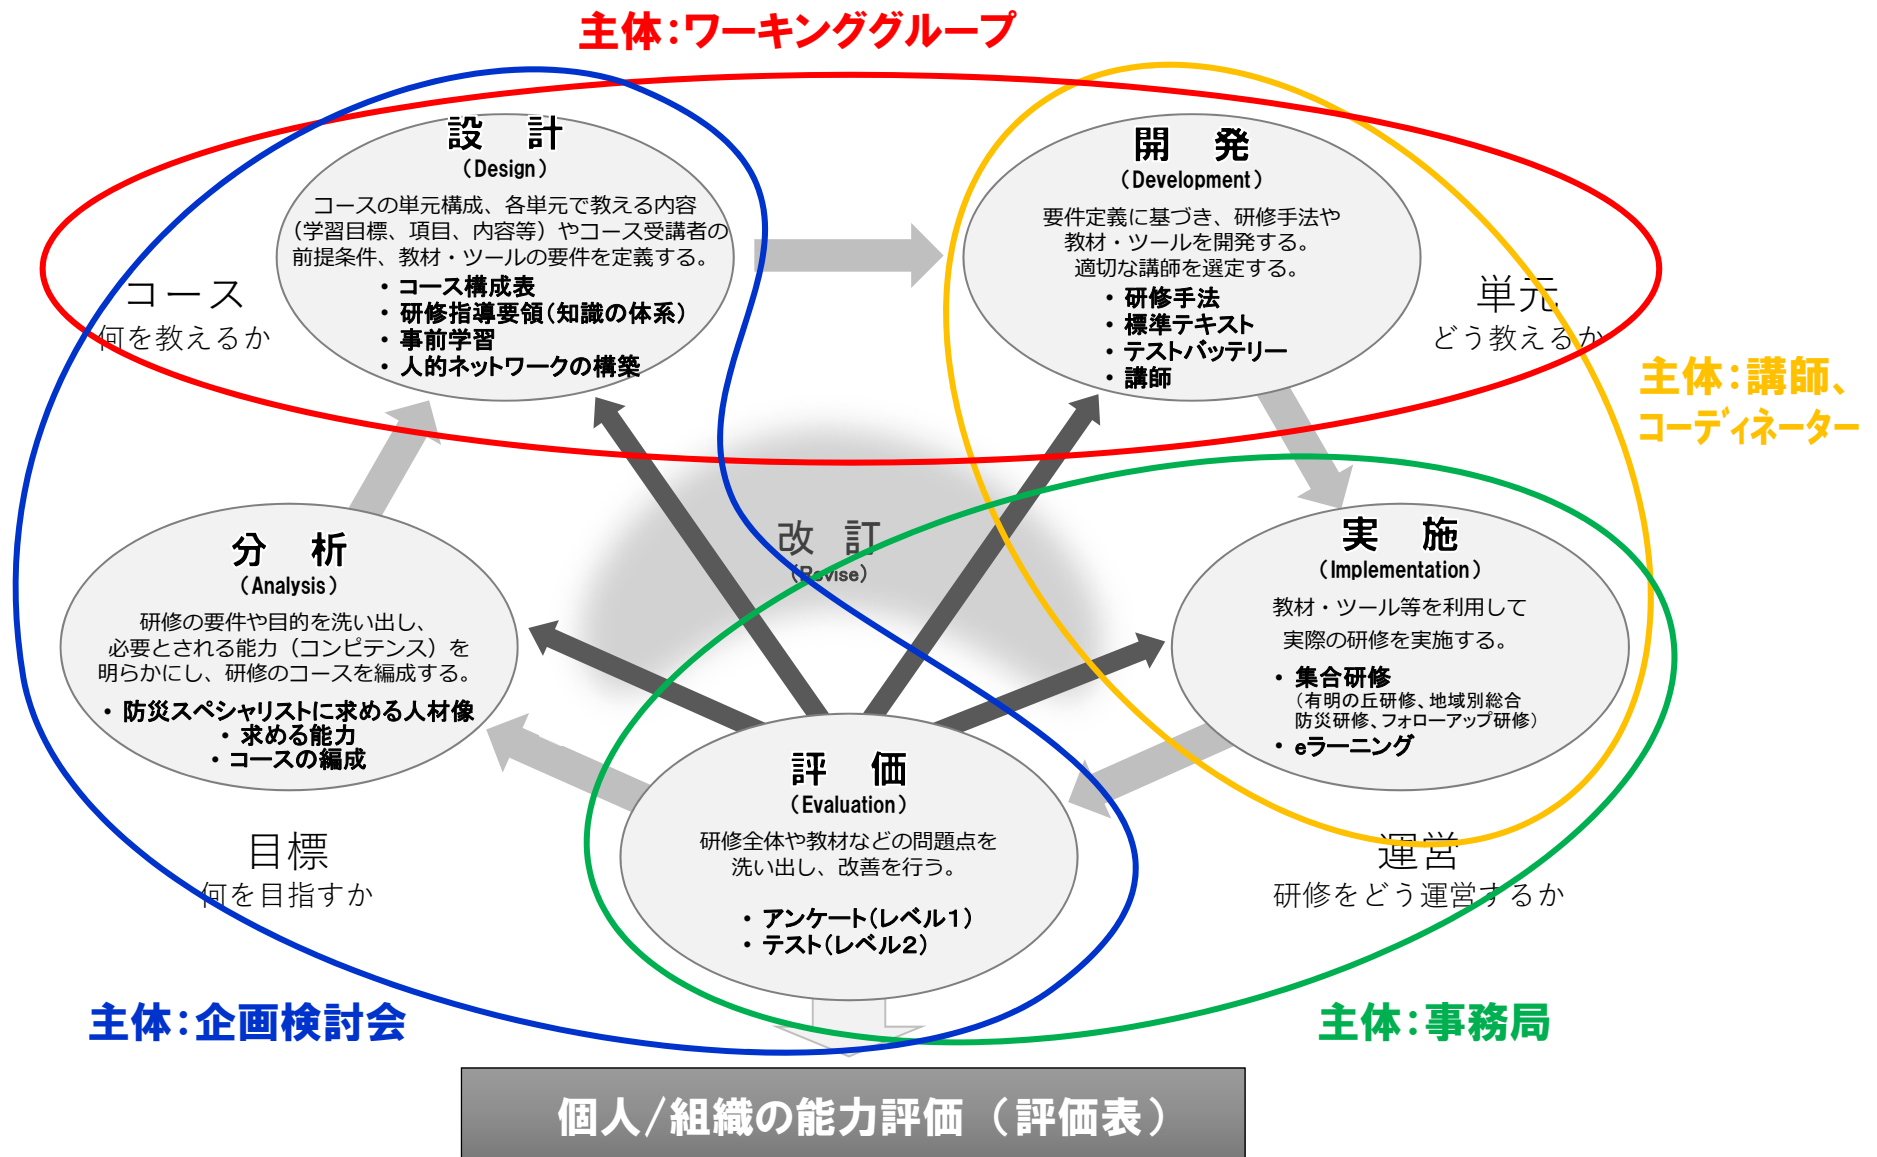 主体：ワーキンググループ
設　計
（Design）
コースの単元構成、各単元で教える内容
（学習目標、項目、内容等）やコース受講者の
前提条件、教材・ツールの要件を定義する。
・コース構成表
・研修指導要領（知識の体系）
・事前学習
・人的ネットワークの構築
開　発
（Development）
要件定義に基づき、研修手法や
教材・ツールを開発する。
適切な講師を選定する。
・研修手法
・標準テキスト
・テストバッテリー
・講師
コース
何を教えるか
単元
どう教えるか
主体：講師、
コーディネーター
改　訂
（Revise）
分　析
（Analysis）
研修の要件や目的を洗い出し、
必要とされる能力（コンピテンス）を
明らかにし、研修のコースを編成する。
・防災スペシャリストに求める人材像
・求める能力
・コースの編成
実　施
（Implementation）
教材・ツール等を利用して
実際の研修を実施する。
・集合研修
（有明の丘研修、地域別総合
防災研修、フォローアップ研修）
・eラーニング
評　価
（Evaluation）
研修全体や教材などの問題点を
洗い出し、改善を行う。
・アンケート（レベル１）
・テスト（レベル２）
目標
何を目指すか
運営
研修をどう運営するか
主体：企画検討会
主体：事務局
個人/組織の能力評価（評価表）